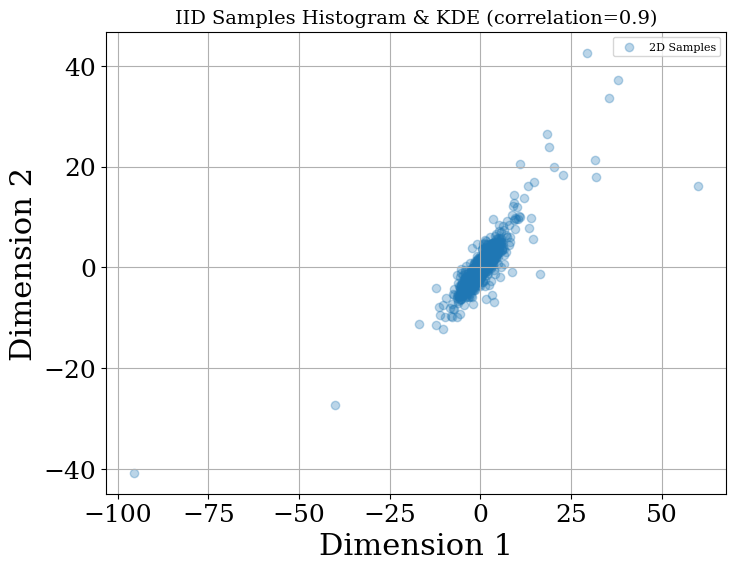 IID Samples Histogram & KDE (correlation=0.9)
2D Samples
40
20
0
−20
−40
Dimension 2
−100 −75 −50 −25 0 25 50
Dimension 1